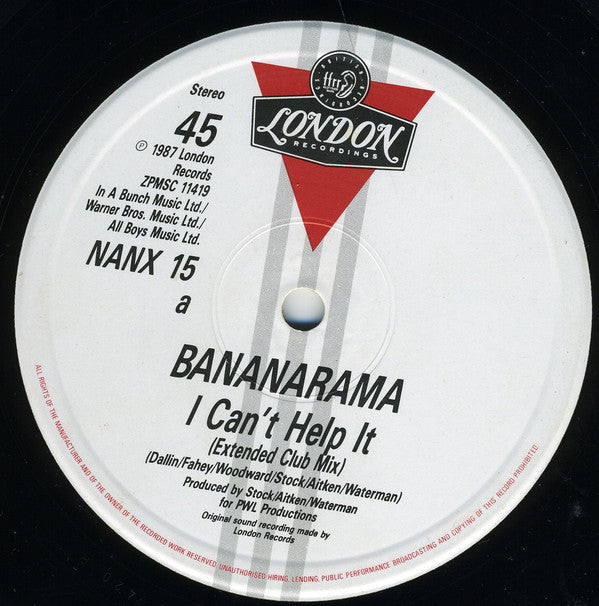 ffrr
LONDON
RECORDINGS
Stereo
45
℗ 1987 London
Records
ZPMSC 11419
In A Bunch Music Ltd./
Warner Bros. Music Ltd./
All Boys Music Ltd.
NANX 15
a
BANANARAMA
I Can't Help It
(Extended Club Mix)
(Dallin/Fahey/Woodward/Stock/Aitken/Waterman)
Produced by Stock/Aitken/Waterman
for PWL Productions
Original sound recording made by
London Records
ALL RIGHTS OF THE MANUFACTURER AND OF THE OWNER OF THE RECORDED WORK RESERVED. UNAUTHORISED HIRING, LENDING, PUBLIC PERFORMANCE BROADCASTING AND COPYING OF THIS RECORD PROHIBITED.